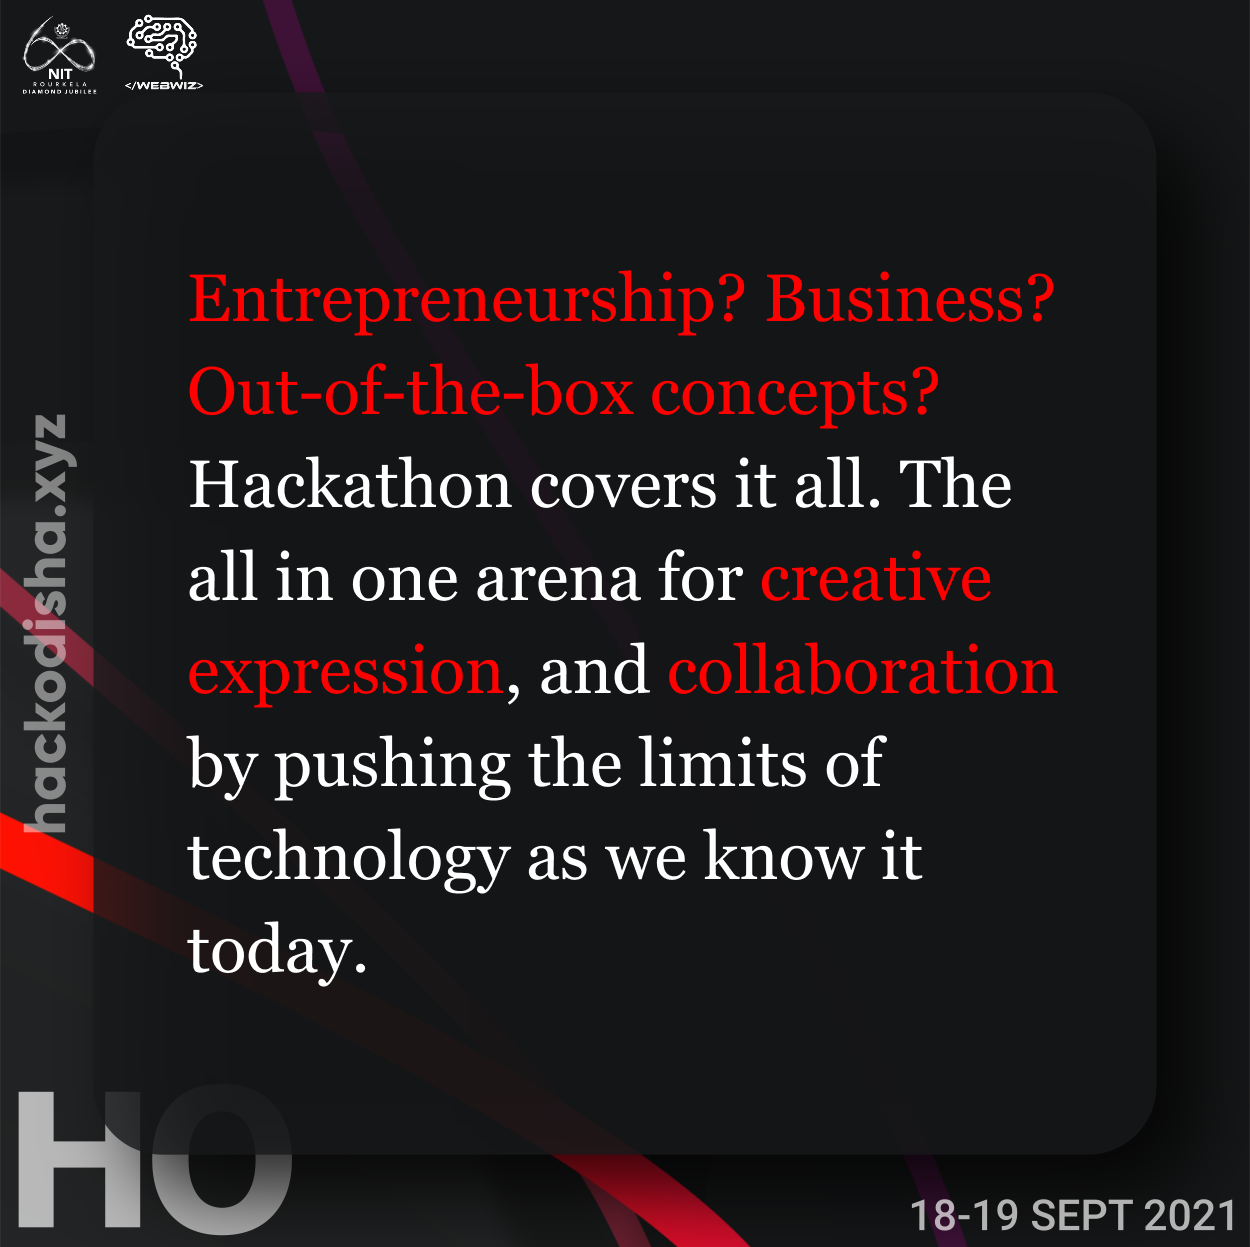 NIT
ROURKELA
DIAMOND JUBILEE
</WEBWIZ>
Entrepreneurship? Business?
Out-of-the-box concepts?
Hackathon covers it all. The
all in one arena for creative
expression, and collaboration
by pushing the limits of
technology as we know it
today.
hackodisha.xyz
HO
18-19 SEPT 2021